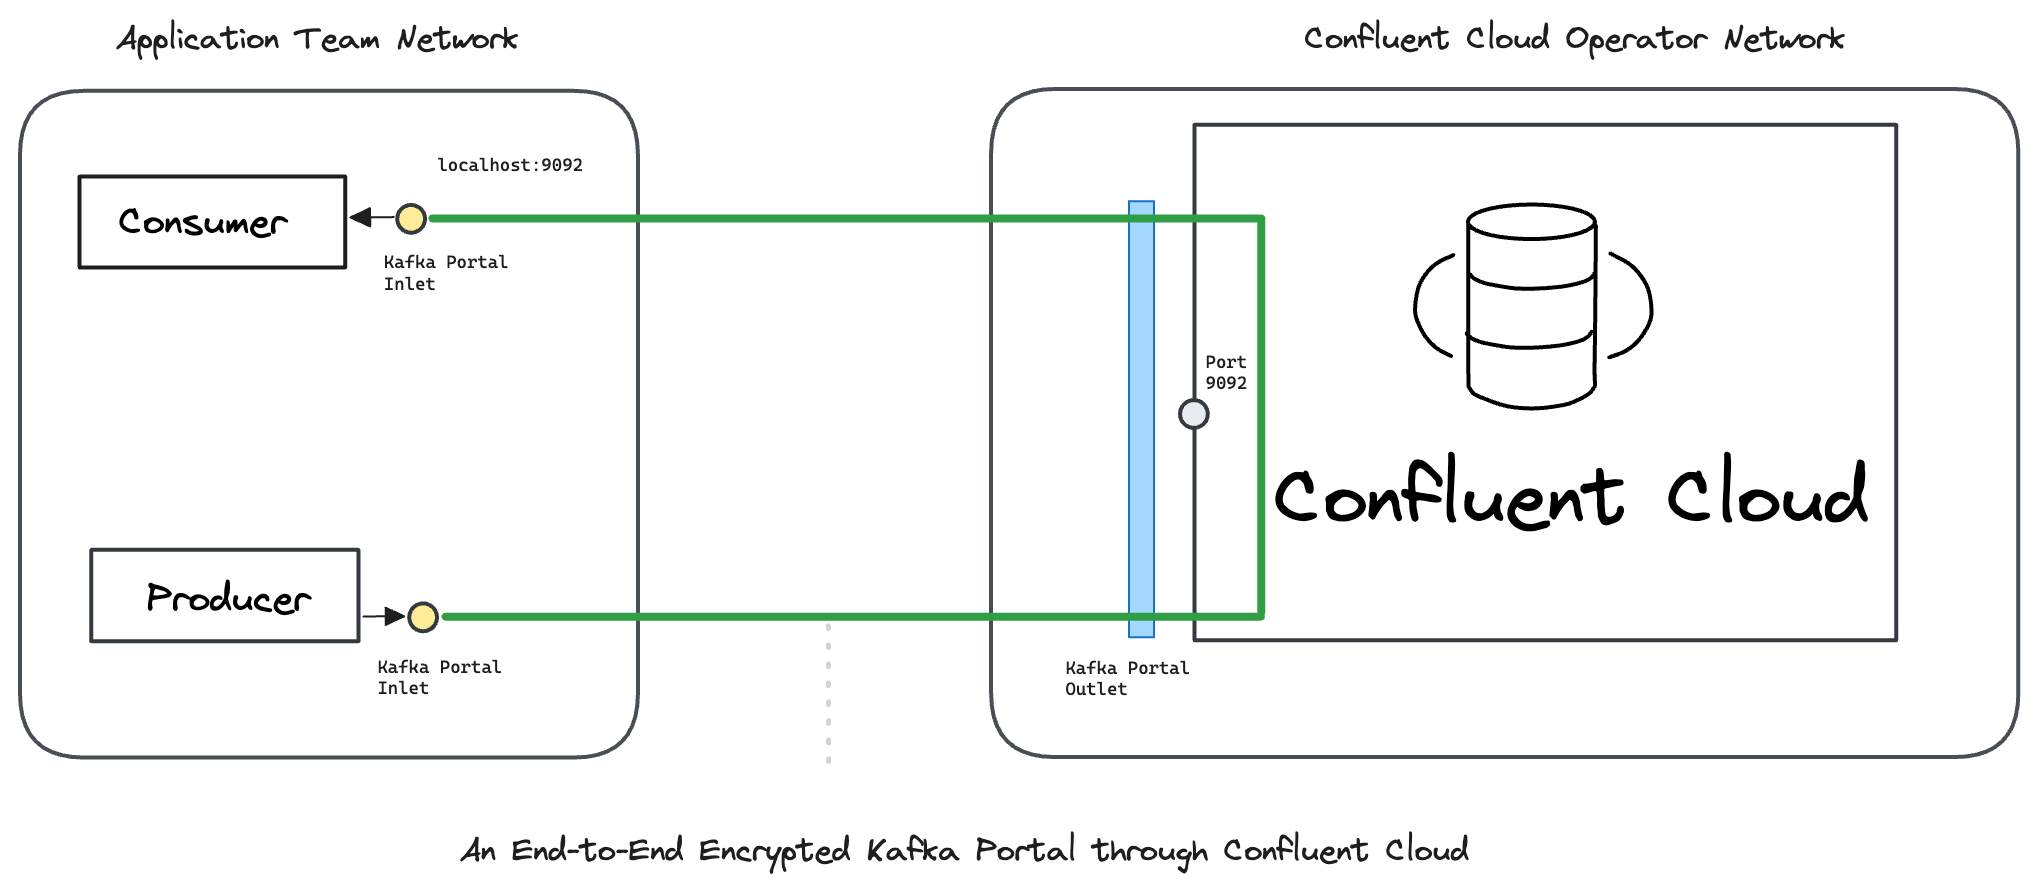 Application Team Network
Confluent Cloud Operator Network
localhost:9092
Consumer
Kafka Portal
Inlet
Port
9092
Confluent Cloud
Producer
Kafka Portal
Inlet
Kafka Portal
Outlet
An End-to-End Encrypted Kafka Portal through Confluent Cloud